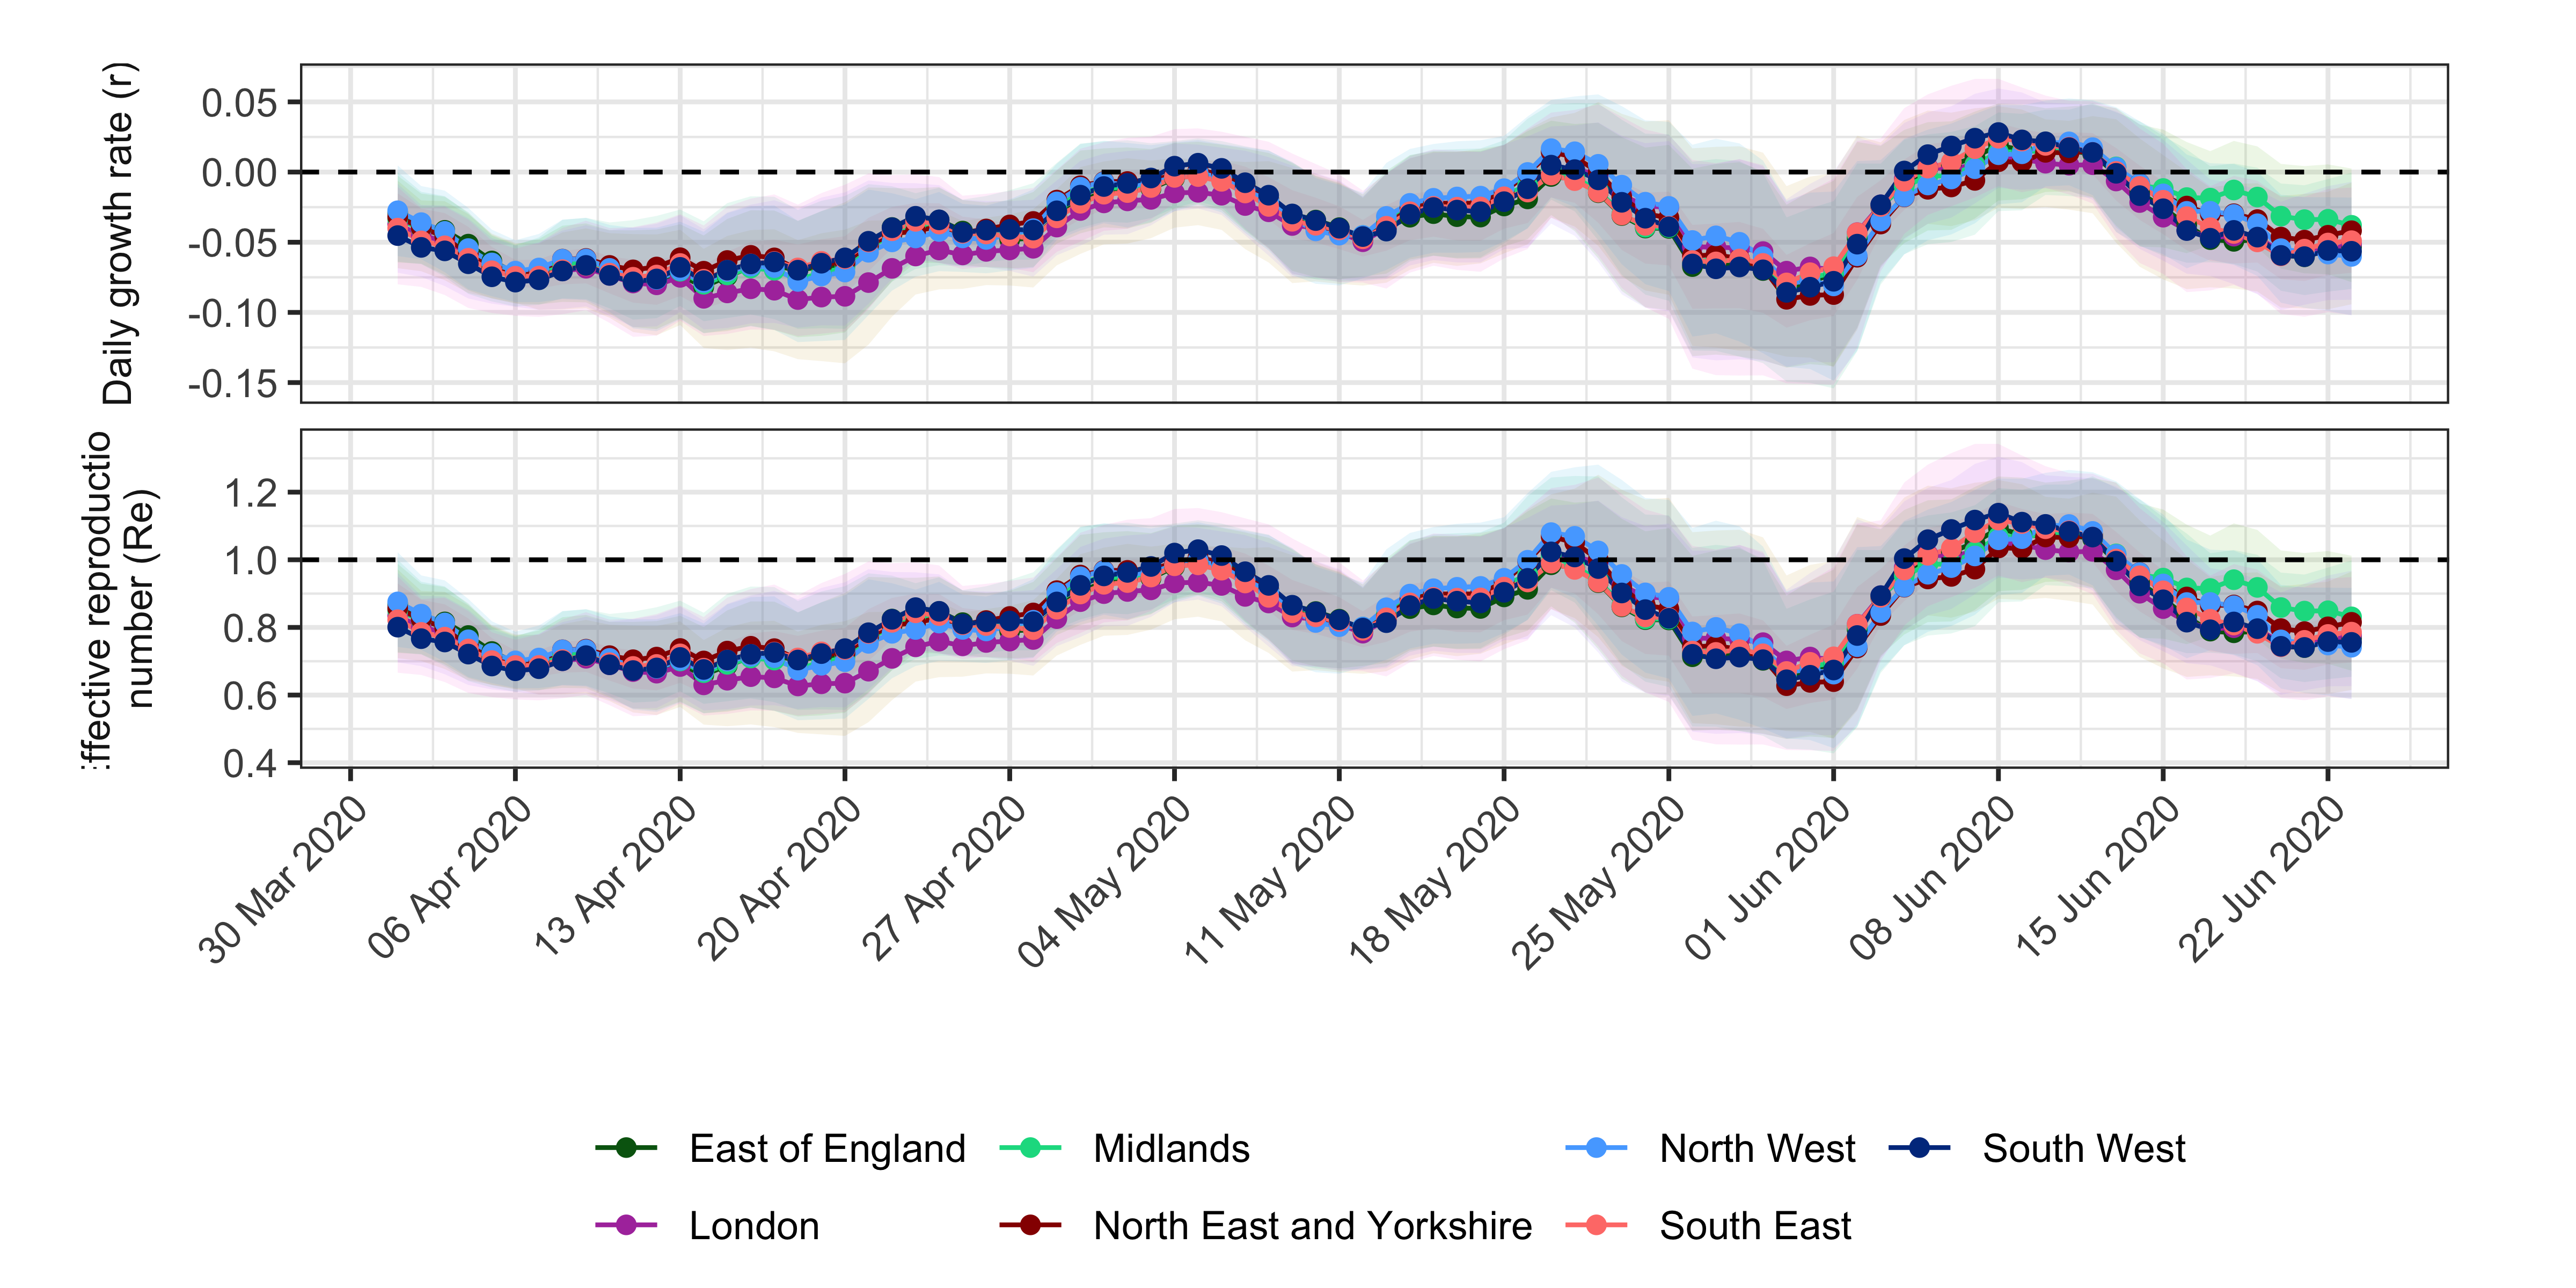 Daily growth rate (r)
0.05
0.00
-0.05
-0.10
-0.15
ffective reproductio
number (Re)
1.2
1.0
0.8
0.6
0.4
30 Mar 2020
06 Apr 2020
13 Apr 2020
20 Apr 2020
27 Apr 2020
04 May 2020
11 May 2020
18 May 2020
25 May 2020
01 Jun 2020
08 Jun 2020
15 Jun 2020
22 Jun 2020
East of England
Midlands
North West
South West
London
North East and Yorkshire
South East